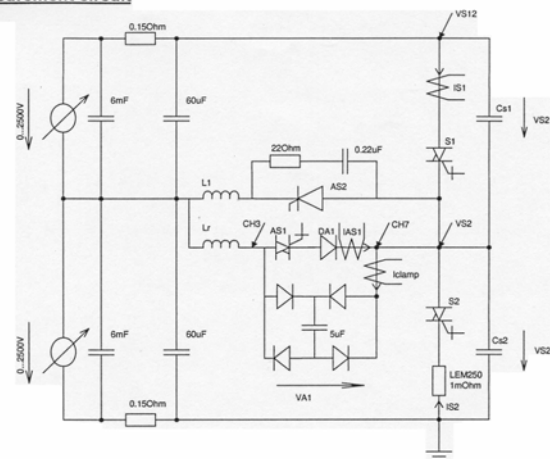 0.15Ohm
VS12
0...2500V
6mF
60uF
IS1
Cs1
VS2
22Ohm
0.22uF
S1
L1
AS2
Lr
CH3
AS1
DA1
IAS1
CH7
VS2
Iclamp
S2
5uF
0...2500V
6mF
60uF
Cs2
VS2
LEM250
1mOhm
VA1
0.15Ohm
IS2